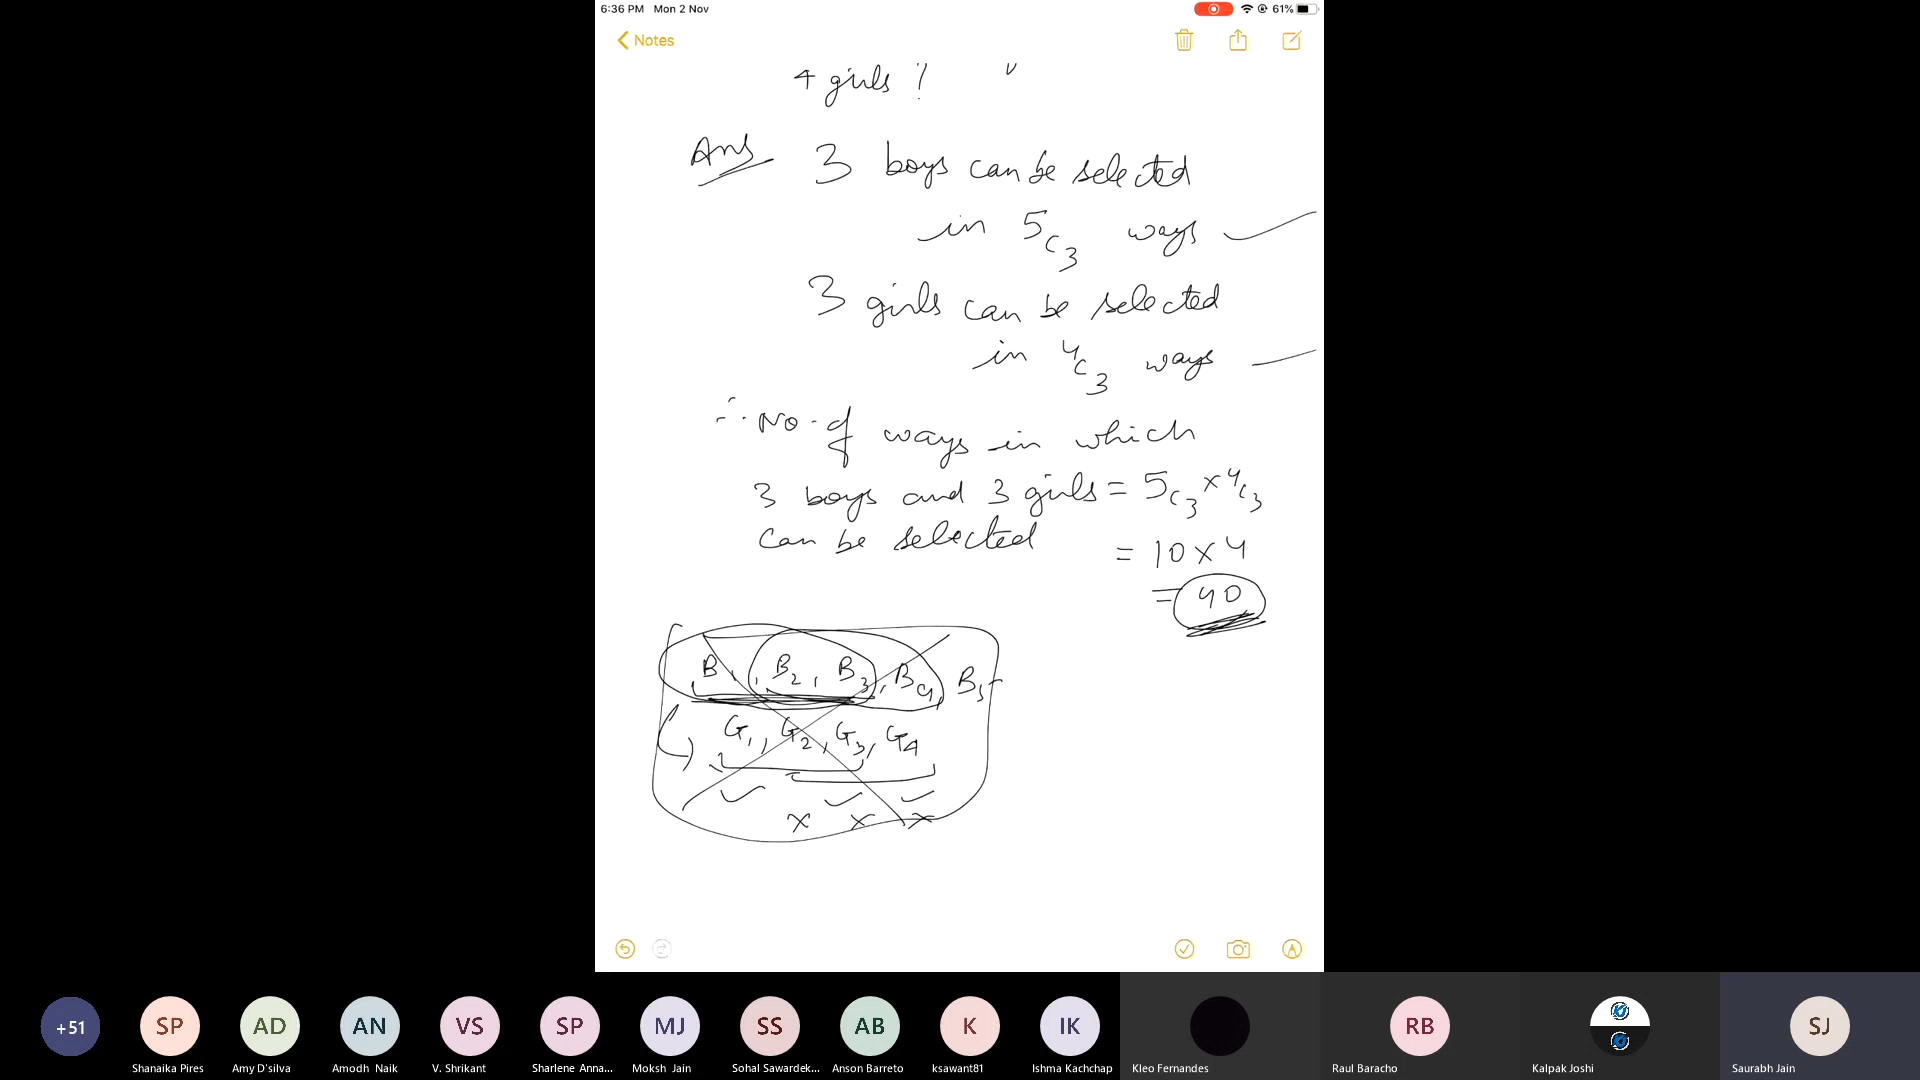 6:36 PM Mon 2 Nov
61%
Notes
4 girls ?
Ans 3 boys can be selected
in 5C3 ways
3 girls can be selected
in 4C3 ways
∴ No. of ways in which
3 boys and 3 girls = 5C3 x 4C3
can be selected
= 10 x 4
= 40
B1, B2, B3, B4, B5
G1, G2, G3, G4
x x x
+51 SP AD AN VS SP MJ SS AB K IK RB SJ
Shanaika Pires Amy D'silva Amodh Naik V. Shrikant Sharlene Anna... Moksh Jain Sohal Sawardek... Anson Barreto ksawant81 Ishma Kachchap Kleo Fernandes Raul Baracho Kalpak Joshi Saurabh Jain